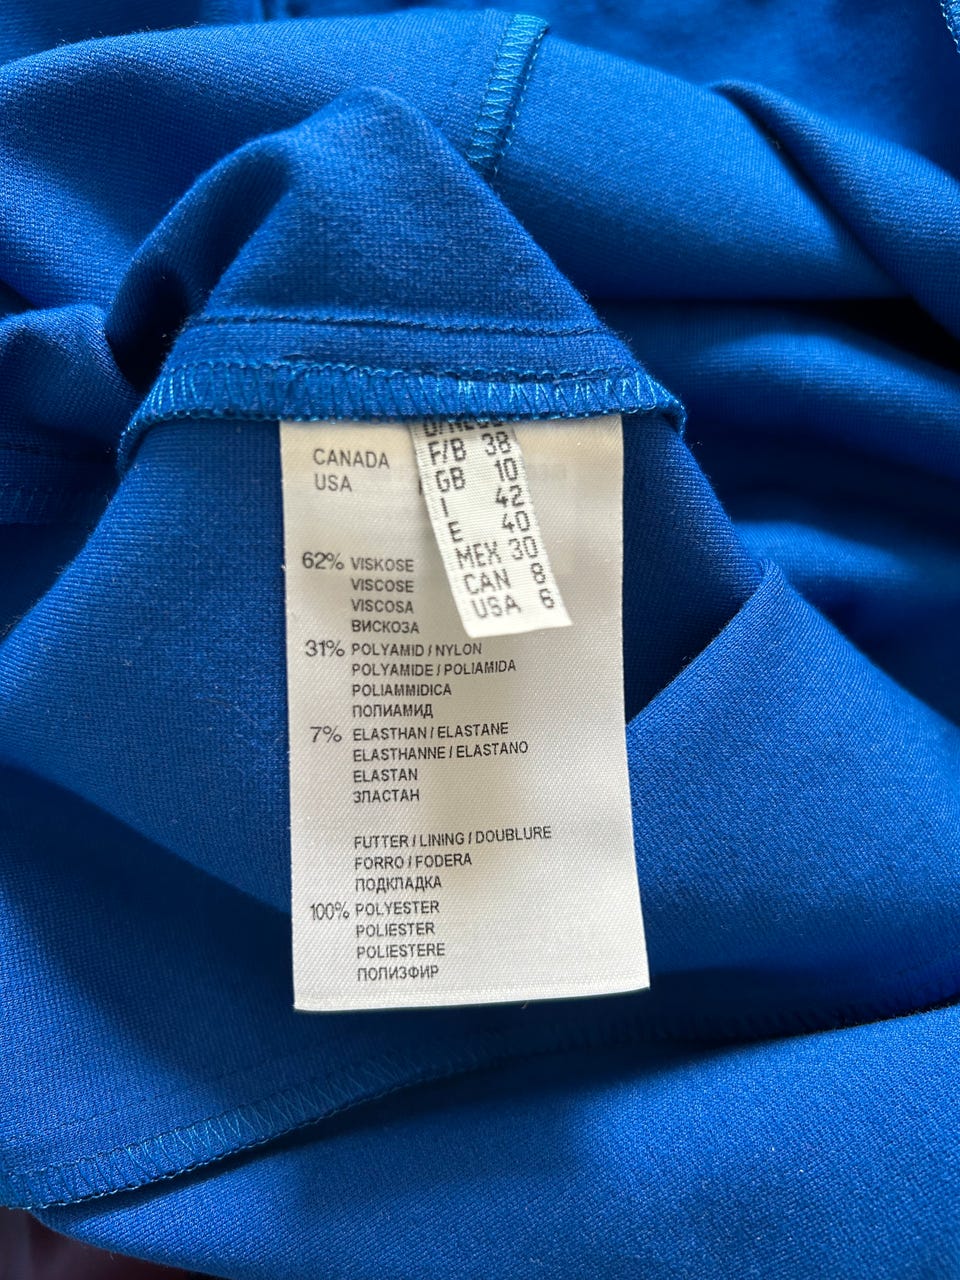 F/B 38
GB 10
I 42
E 40
MEX 30
CAN 8
USA 6
CANADA
USA
62% VISKOSE
VISCOSE
VISCOSA
ВИСКОЗА
31% POLYAMID / NYLON
POLYAMIDE / POLIAMIDA
POLIAMMIDICA
ПОЛИАМИД
7% ELASTHAN / ELASTANE
ELASTHANNE / ELASTANO
ELASTAN
ЗЛАСТАН
FUTTER / LINING / DOUBLURE
FORRO / FODERA
ПОДКЛАДКА
100% POLYESTER
POLIESTER
POLIESTERE
ПОЛИЗФИР